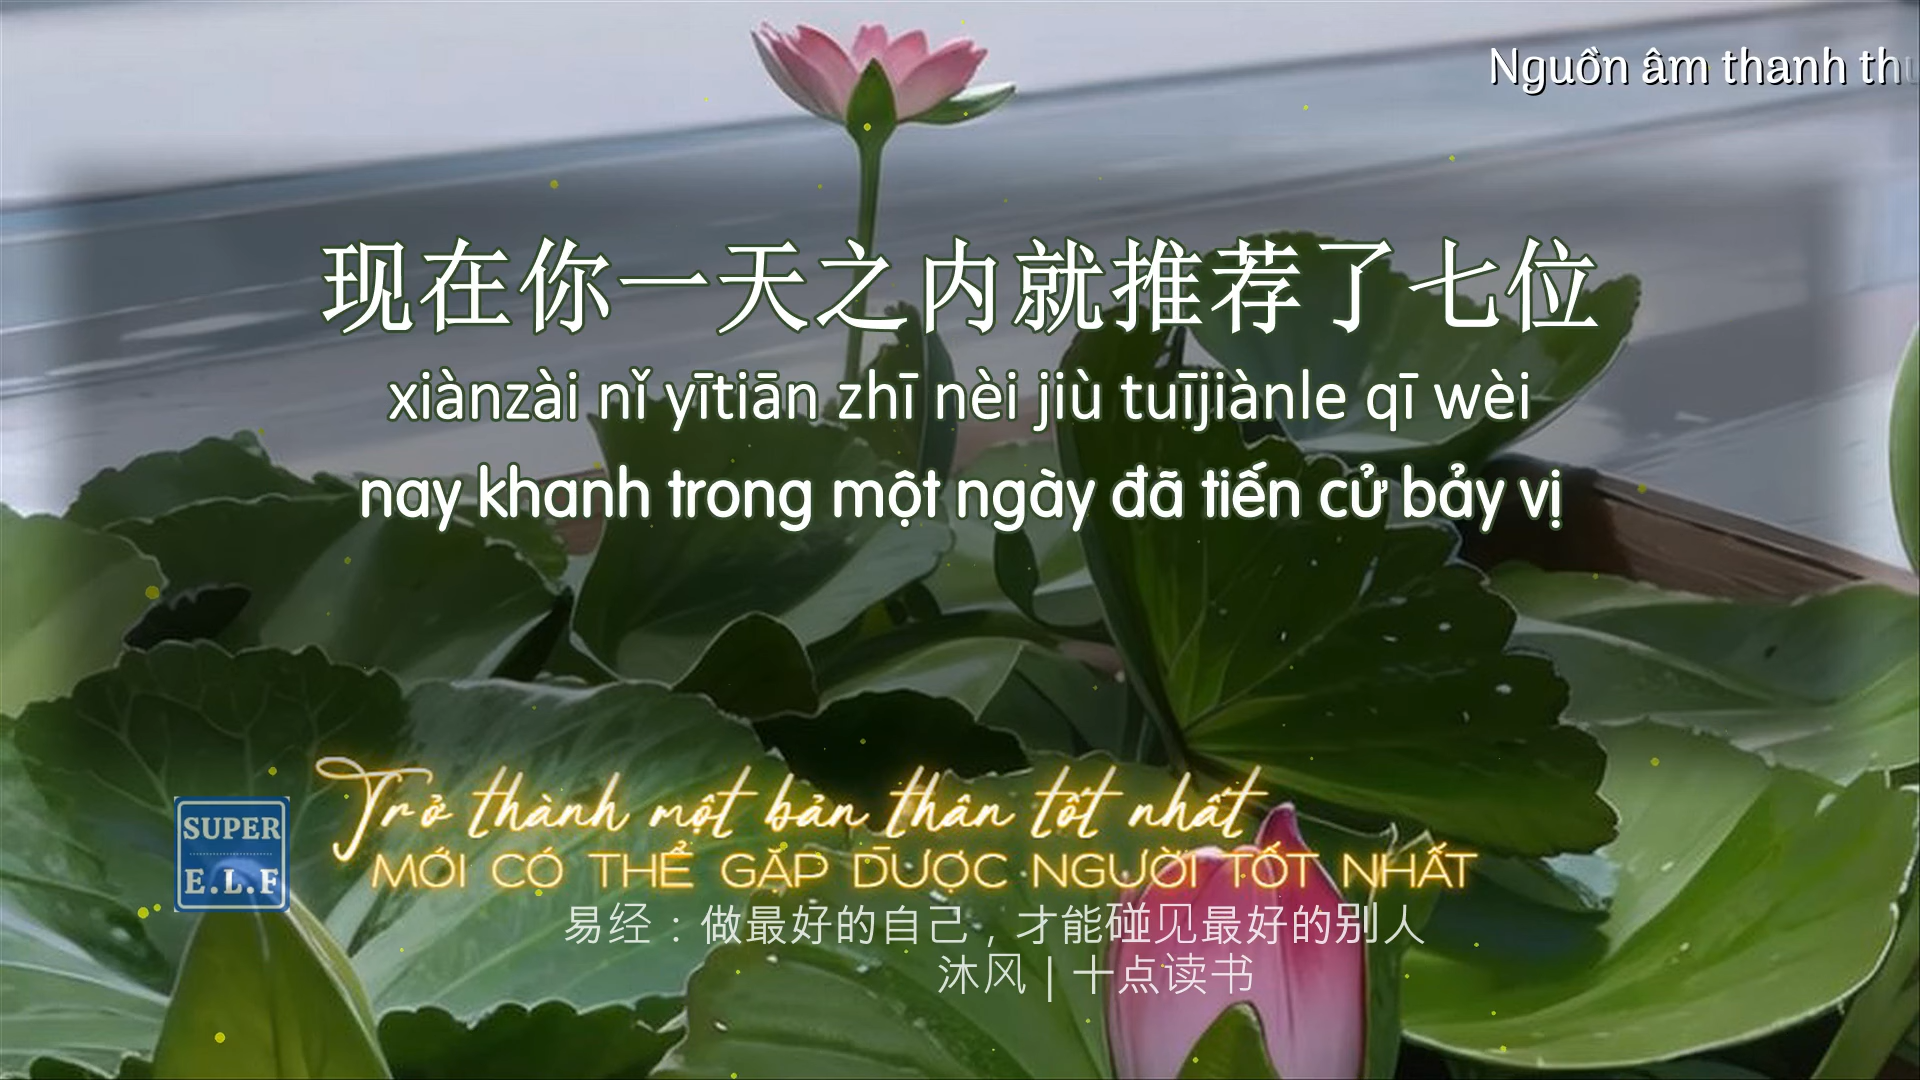 Nguồn âm thanh
现在你一天之内就推荐了七位
xiànzài nǐ yītiān zhī nèi jiù tuījiànle qī wèi
nay khanh trong một ngày đã tiến cử bảy vị
Trở thành một bản thân tốt nhất
MỚI CÓ THỂ GẶP ĐƯỢC NGƯỜI TỐT NHẤT
SUPER
E.L.F
易经：做最好的自己，才能碰见最好的别人
沐风 | 十点读书